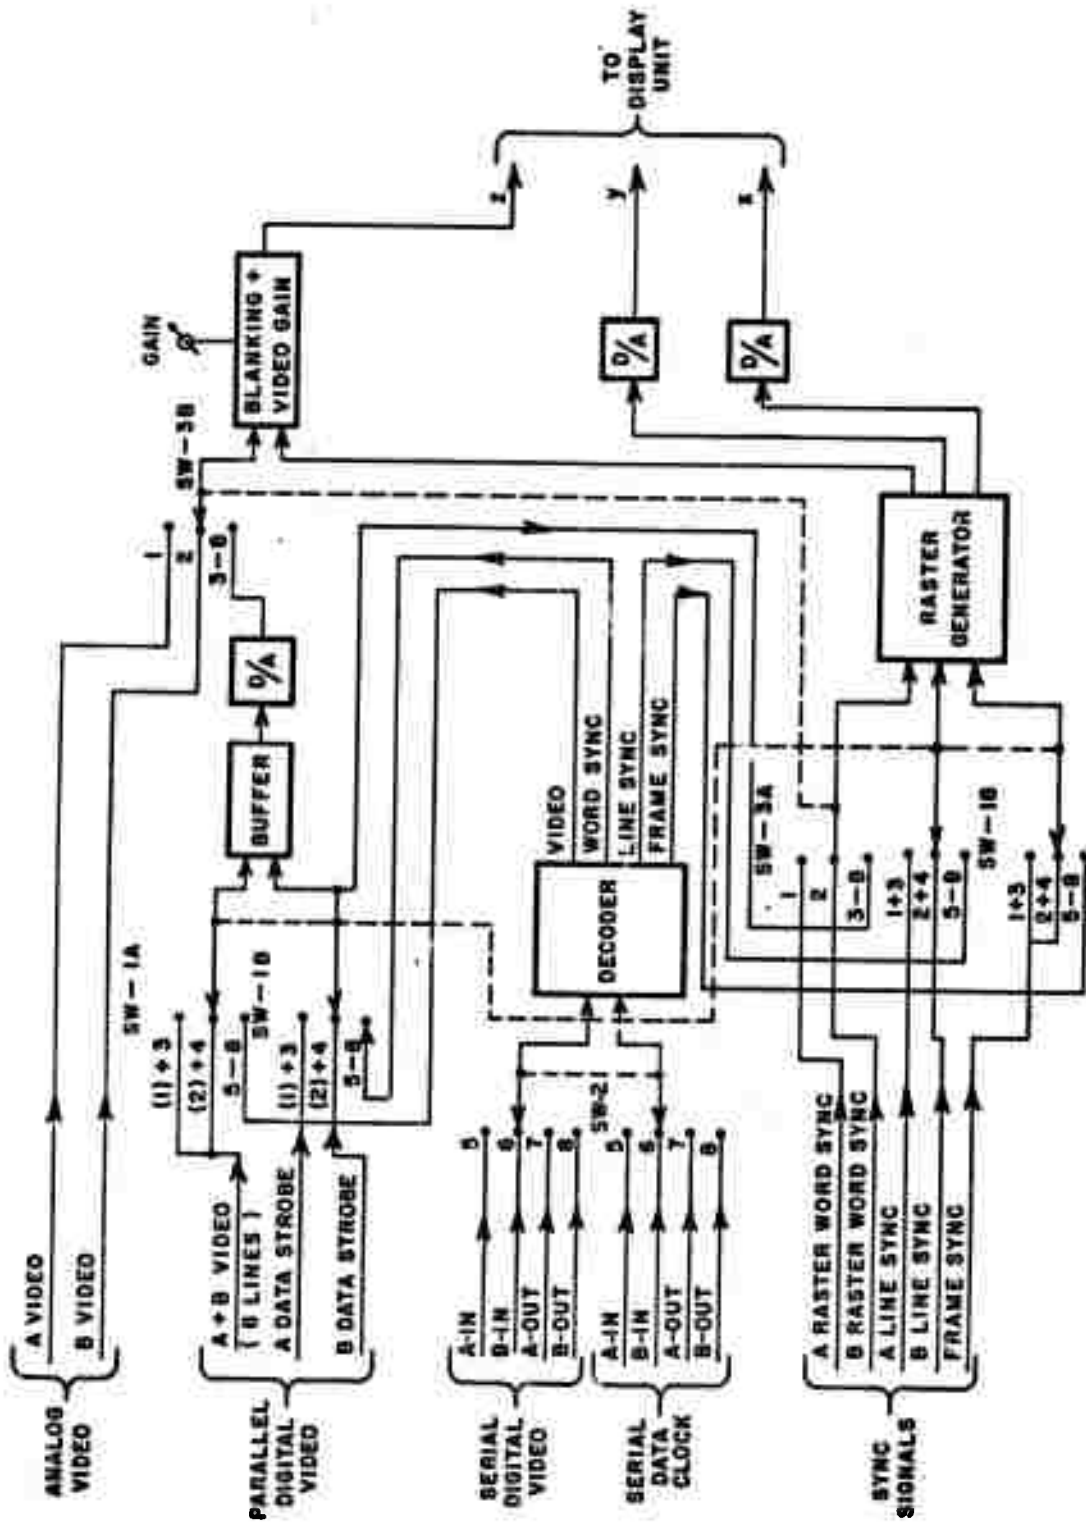 ANALOG
VIDEO
A VIDEO
B VIDEO
PARALLEL
DIGITAL
VIDEO
A + B VIDEO
( 8 LINES )
A DATA STROBE
B DATA STROBE
SERIAL
DIGITAL
VIDEO
A-IN
B-IN
A-OUT
B-OUT
SERIAL
DATA
CLOCK
A-IN
B-IN
A-OUT
B-OUT
SYNC
SIGNALS
A RASTER WORD SYNC
B RASTER WORD SYNC
A LINE SYNC
B LINE SYNC
FRAME SYNC
SW-1A
(1)+3
(2)+4
5-8
SW-1B
(1)+3
(2)+4
5-8
5
6
7
8
SW-2
5
6
7
8
BUFFER
D/A
DECODER
VIDEO
WORD SYNC
LINE SYNC
FRAME SYNC
SW-3A
1
2
3-8
1+3
2+4
5-8
SW-1B
1+3
2+4
5-8
1
2
3-8
SW-3B
GAIN
BLANKING +
VIDEO GAIN
RASTER
GENERATOR
D/A
D/A
z
y
x
TO
DISPLAY
UNIT